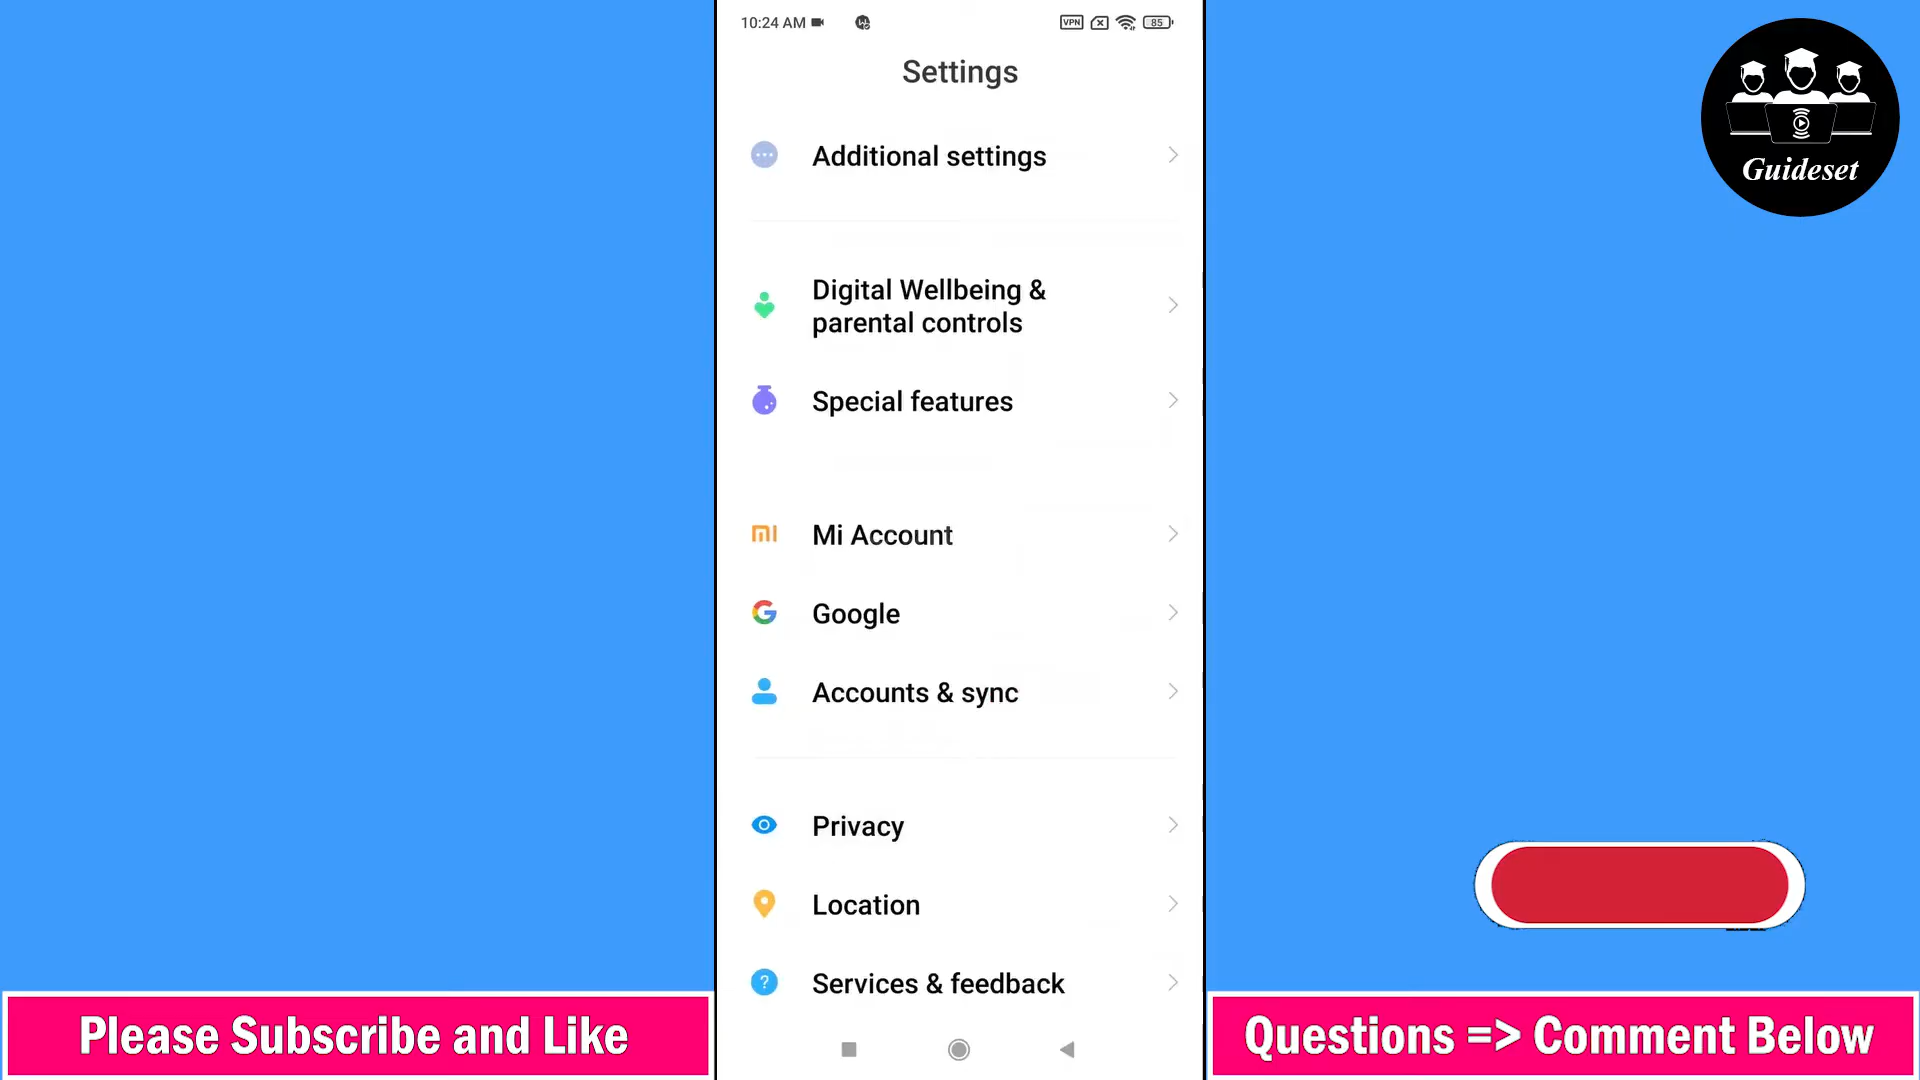 10:24 AM
VPN
85
Settings
Additional settings
Digital Wellbeing &
parental controls
Special features
Mi Account
Google
Accounts & sync
Privacy
Location
Services & feedback
Guideset
Please Subscribe and Like
Questions => Comment Below